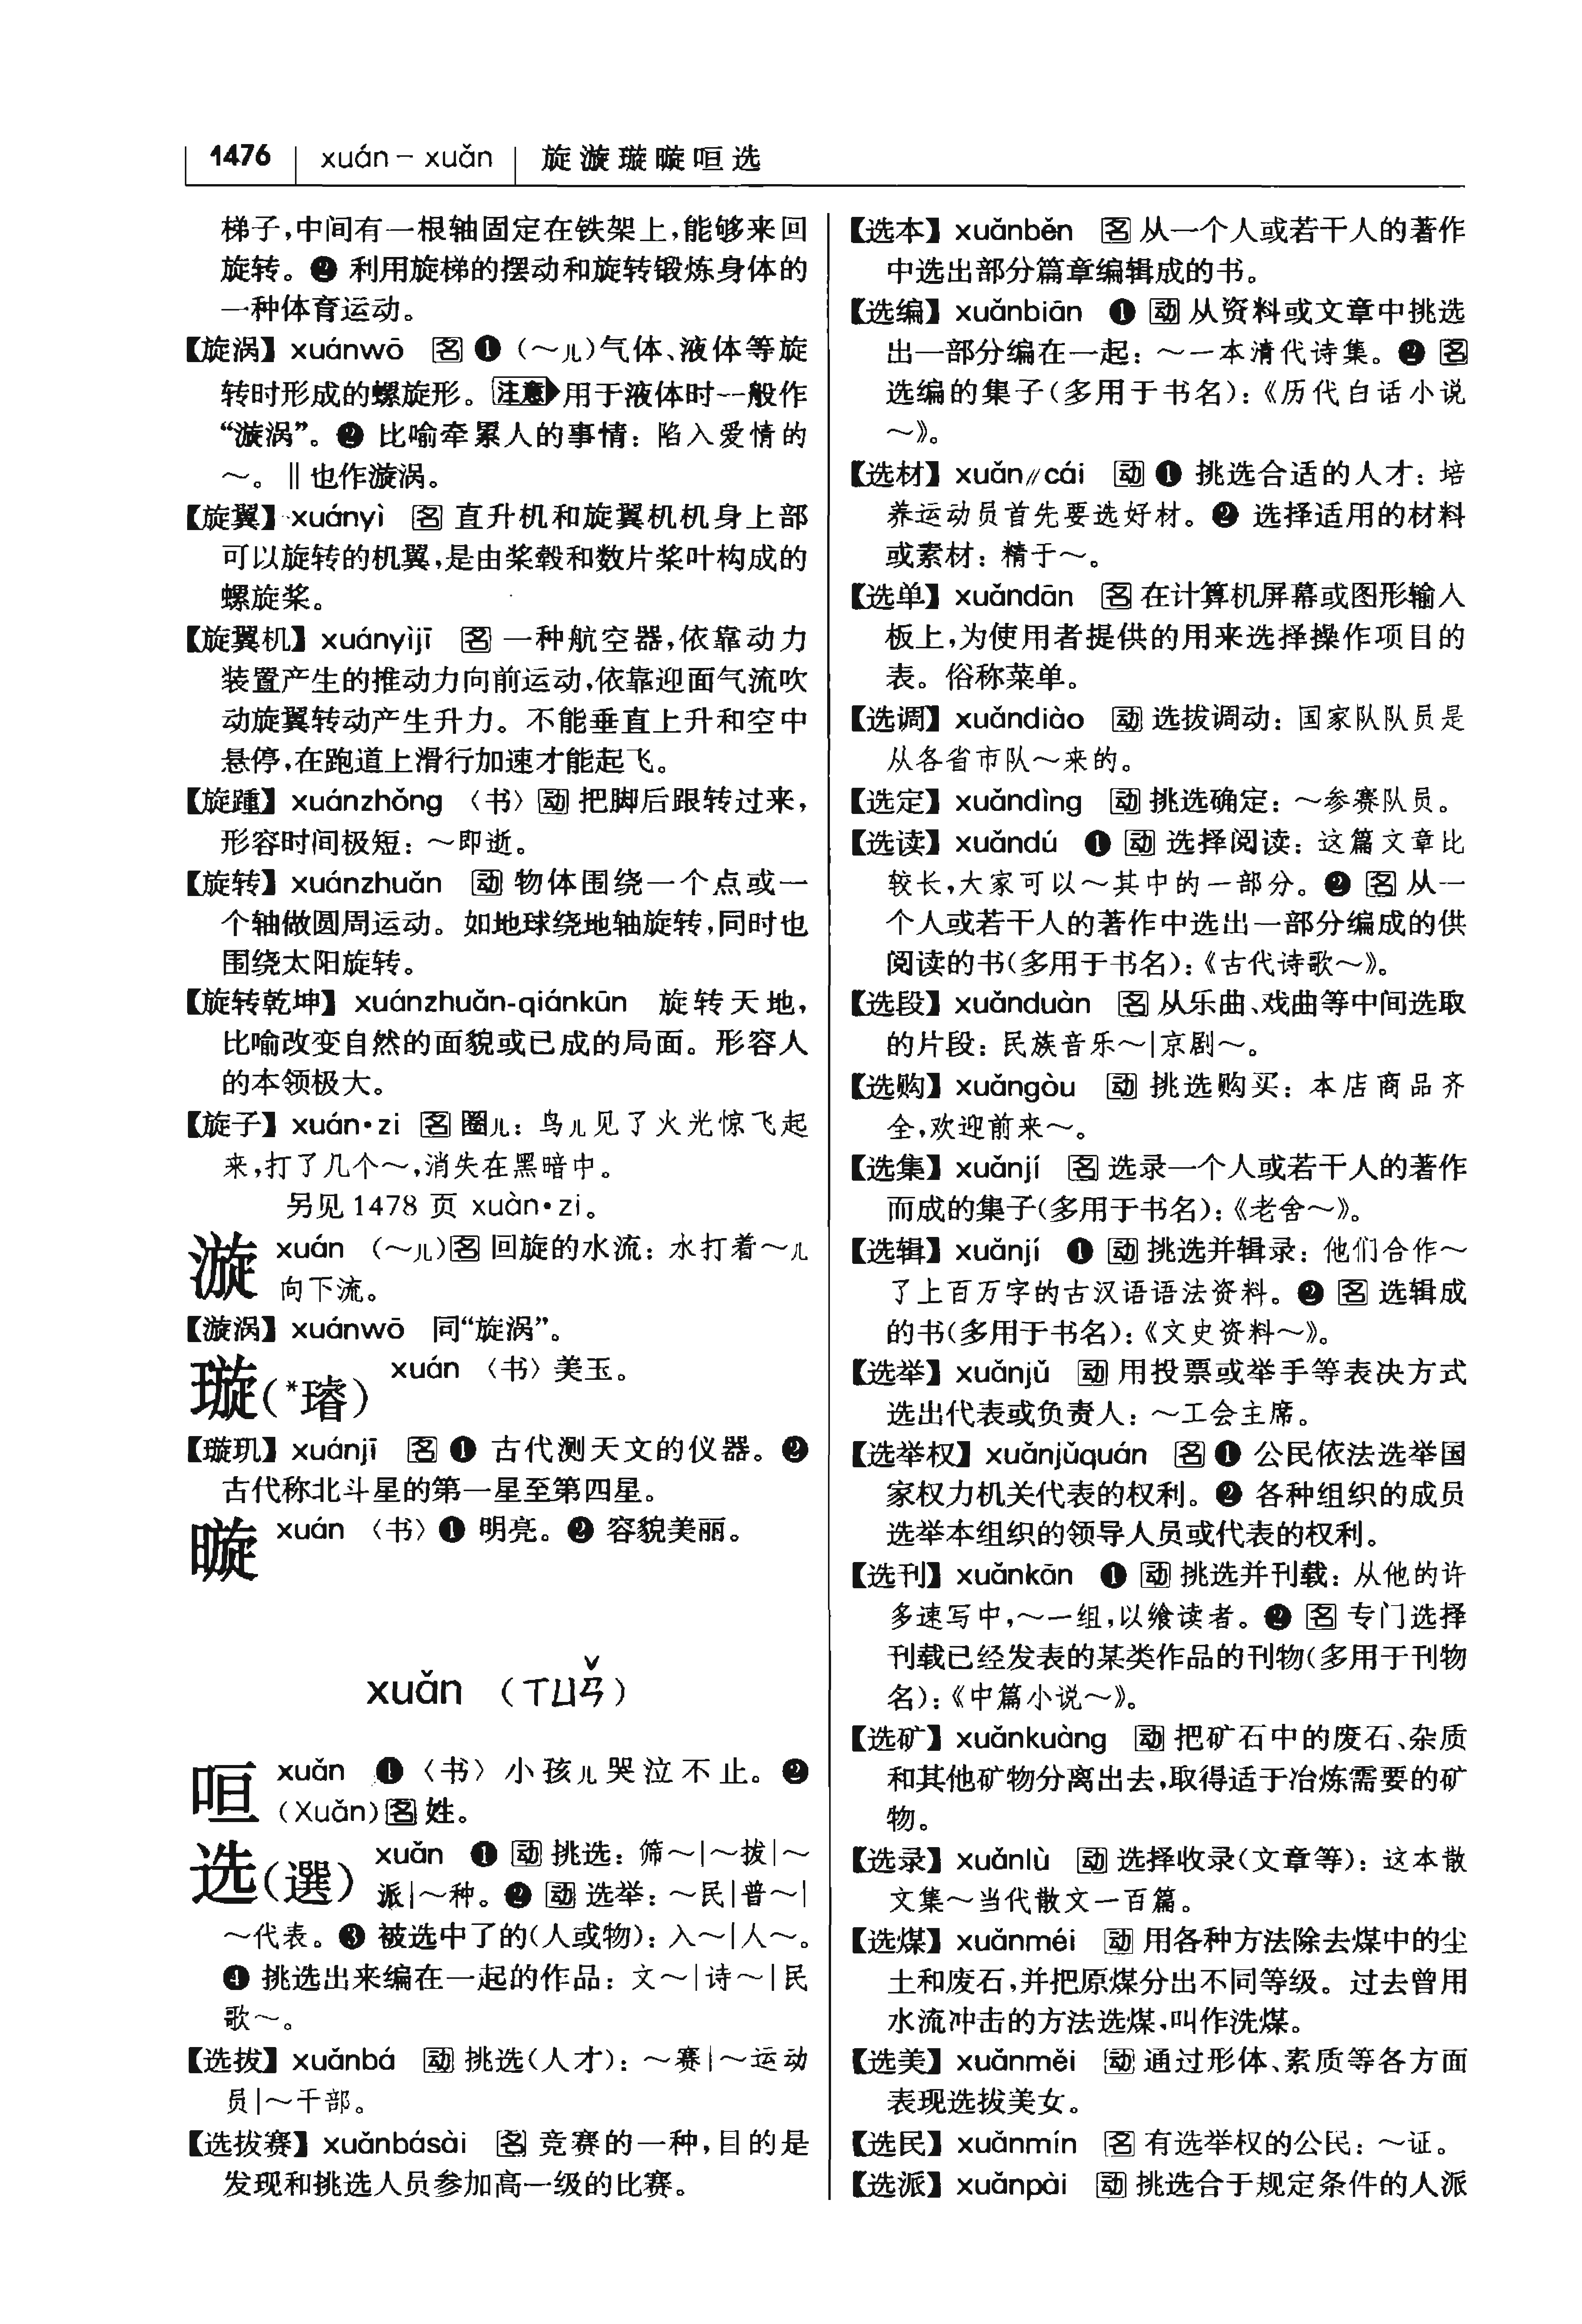 1476 xuán – xuǎn 旋漩璇暶咺选
梯子,中间有一根轴固定在铁架上,能够来回
旋转。❷ 利用旋梯的摆动和旋转锻炼身体的
一种体育运动。
【旋涡】xuánwō 名 ❶ (～儿)气体、液体等旋
转时形成的螺旋形。注意 用于液体时一般作
“漩涡”。❷ 比喻牵累人的事情: 陷入爱情的
～。‖也作漩涡。
【旋翼】xuányì 名 直升机和旋翼机机身上部
可以旋转的机翼,是由桨毂和数片桨叶构成的
螺旋桨。
【旋翼机】xuányìjī 名 一种航空器,依靠动力
装置产生的推动力向前运动,依靠迎面气流吹
动旋翼转动产生升力。不能垂直上升和空中
悬停,在跑道上滑行加速才能起飞。
【旋踵】xuánzhǒng 〈书〉动 把脚后跟转过来,
形容时间极短: ～即逝。
【旋转】xuánzhuǎn 动 物体围绕一个点或一
个轴做圆周运动。如地球绕地轴旋转,同时也
围绕太阳旋转。
【旋转乾坤】xuánzhuǎn-qiánkūn 旋转天地,
比喻改变自然的面貌或已成的局面。形容人
的本领极大。
【旋子】xuán•zi 名 圈儿: 鸟儿见了火光惊飞起
来,打了几个～,消失在黑暗中。
另见 1478 页 xuàn•zi。
漩 xuán (～儿)名 回旋的水流: 水打着～儿
向下流。
【漩涡】xuánwō 同“旋涡”。
璇(*璿) xuán 〈书〉美玉。
【璇玑】xuánjī 名 ❶ 古代测天文的仪器。❷
古代称北斗星的第一星至第四星。
暶 xuán 〈书〉❶ 明亮。❷ 容貌美丽。
xuǎn (ㄒㄩㄢˇ)
咺 xuǎn ❶〈书〉小孩儿哭泣不止。❷
(Xuǎn)名 姓。
选(選) xuǎn ❶ 动 挑选: 筛～|～拔|～
派|～种。❷ 动 选举: ～民|普～|
～代表。❸ 被选中了的(人或物): 入～|人～。
❹ 挑选出来编在一起的作品: 文～|诗～|民
歌～。
【选拔】xuǎnbá 动 挑选(人才): ～赛|～运动
员|～干部。
【选拔赛】xuǎnbásài 名 竞赛的一种,目的是
发现和挑选人员参加高一级的比赛。
【选本】xuǎnběn 名 从一个人或若干人的著作
中选出部分篇章编辑成的书。
【选编】xuǎnbiān ❶ 动 从资料或文章中挑选
出一部分编在一起: ～一本清代诗集。❷ 名
选编的集子(多用于书名):《历代白话小说
～》。
【选材】xuǎn∥cái 动 ❶ 挑选合适的人才: 培
养运动员首先要选好材。❷ 选择适用的材料
或素材: 精于～。
【选单】xuǎndān 名 在计算机屏幕或图形输入
板上,为使用者提供的用来选择操作项目的
表。俗称菜单。
【选调】xuǎndiào 动 选拔调动: 国家队队员是
从各省市队～来的。
【选定】xuǎndìng 动 挑选确定: ～参赛队员。
【选读】xuǎndú ❶ 动 选择阅读: 这篇文章比
较长,大家可以～其中的一部分。❷ 名 从一
个人或若干人的著作中选出一部分编成的供
阅读的书(多用于书名):《古代诗歌～》。
【选段】xuǎnduàn 名 从乐曲、戏曲等中间选取
的片段: 民族音乐～|京剧～。
【选购】xuǎngòu 动 挑选购买: 本店商品齐
全,欢迎前来～。
【选集】xuǎnjí 名 选录一个人或若干人的著作
而成的集子(多用于书名):《老舍～》。
【选辑】xuǎnjí ❶ 动 挑选并辑录: 他们合作～
了上百万字的古汉语语法资料。❷ 名 选辑成
的书(多用于书名):《文史资料～》。
【选举】xuǎnjǔ 动 用投票或举手等表决方式
选出代表或负责人: ～工会主席。
【选举权】xuǎnjǔquán 名 ❶ 公民依法选举国
家权力机关代表的权利。❷ 各种组织的成员
选举本组织的领导人员或代表的权利。
【选刊】xuǎnkān ❶ 动 挑选并刊载: 从他的许
多速写中,～一组,以飨读者。❷ 名 专门选择
刊载已经发表的某类作品的刊物(多用于刊物
名):《中篇小说～》。
【选矿】xuǎnkuàng 动 把矿石中的废石、杂质
和其他矿物分离出去,取得适于冶炼需要的矿
物。
【选录】xuǎnlù 动 选择收录(文章等): 这本散
文集～当代散文一百篇。
【选煤】xuǎnméi 动 用各种方法除去煤中的尘
土和废石,并把原煤分出不同等级。过去曾用
水流冲击的方法选煤,叫作洗煤。
【选美】xuǎnměi 动 通过形体、素质等各方面
表现选拔美女。
【选民】xuǎnmín 名 有选举权的公民: ～证。
【选派】xuǎnpài 动 挑选合于规定条件的人派